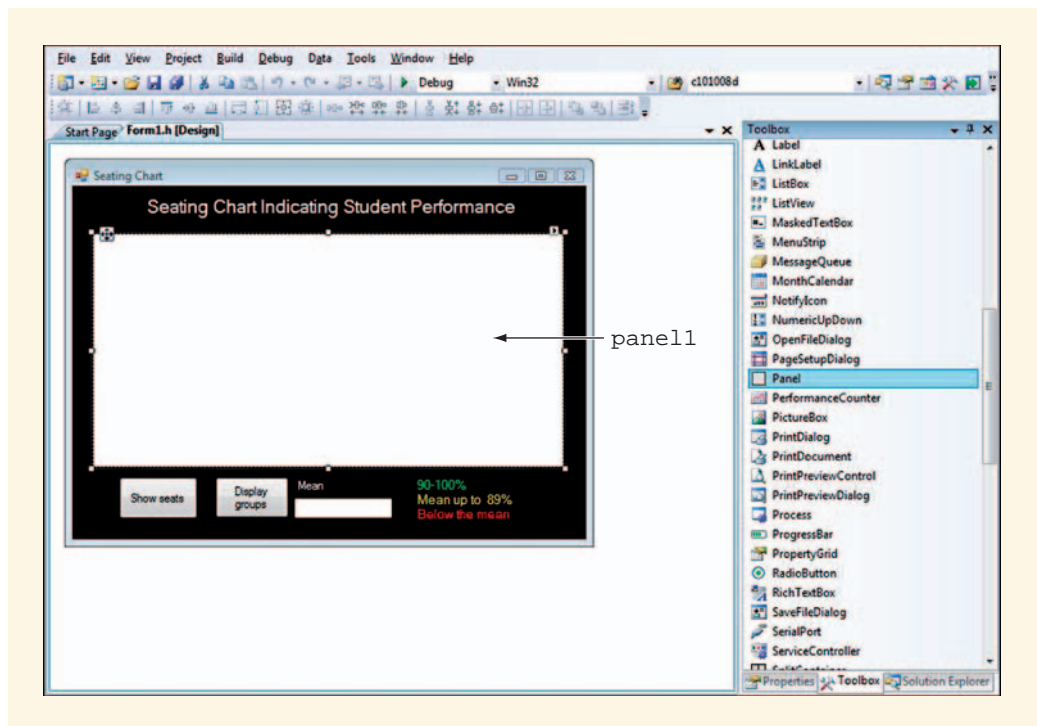 File Edit View Project Build Debug Data Tools Window Help
Debug Win32 c101008d
Start Page Form1.h [Design]
Toolbox
Seating Chart
Seating Chart Indicating Student Performance
panel1
Show seats
Display
groups
Mean
90-100%
Mean up to 89%
Below the mean
Label
LinkLabel
ListBox
ListView
MaskedTextBox
MenuStrip
MessageQueue
MonthCalendar
NotifyIcon
NumericUpDown
OpenFileDialog
PageSetupDialog
Panel
PerformanceCounter
PictureBox
PrintDialog
PrintDocument
PrintPreviewControl
PrintPreviewDialog
Process
ProgressBar
PropertyGrid
RadioButton
RichTextBox
SaveFileDialog
SerialPort
ServiceController
Properties Toolbox Solution Explorer